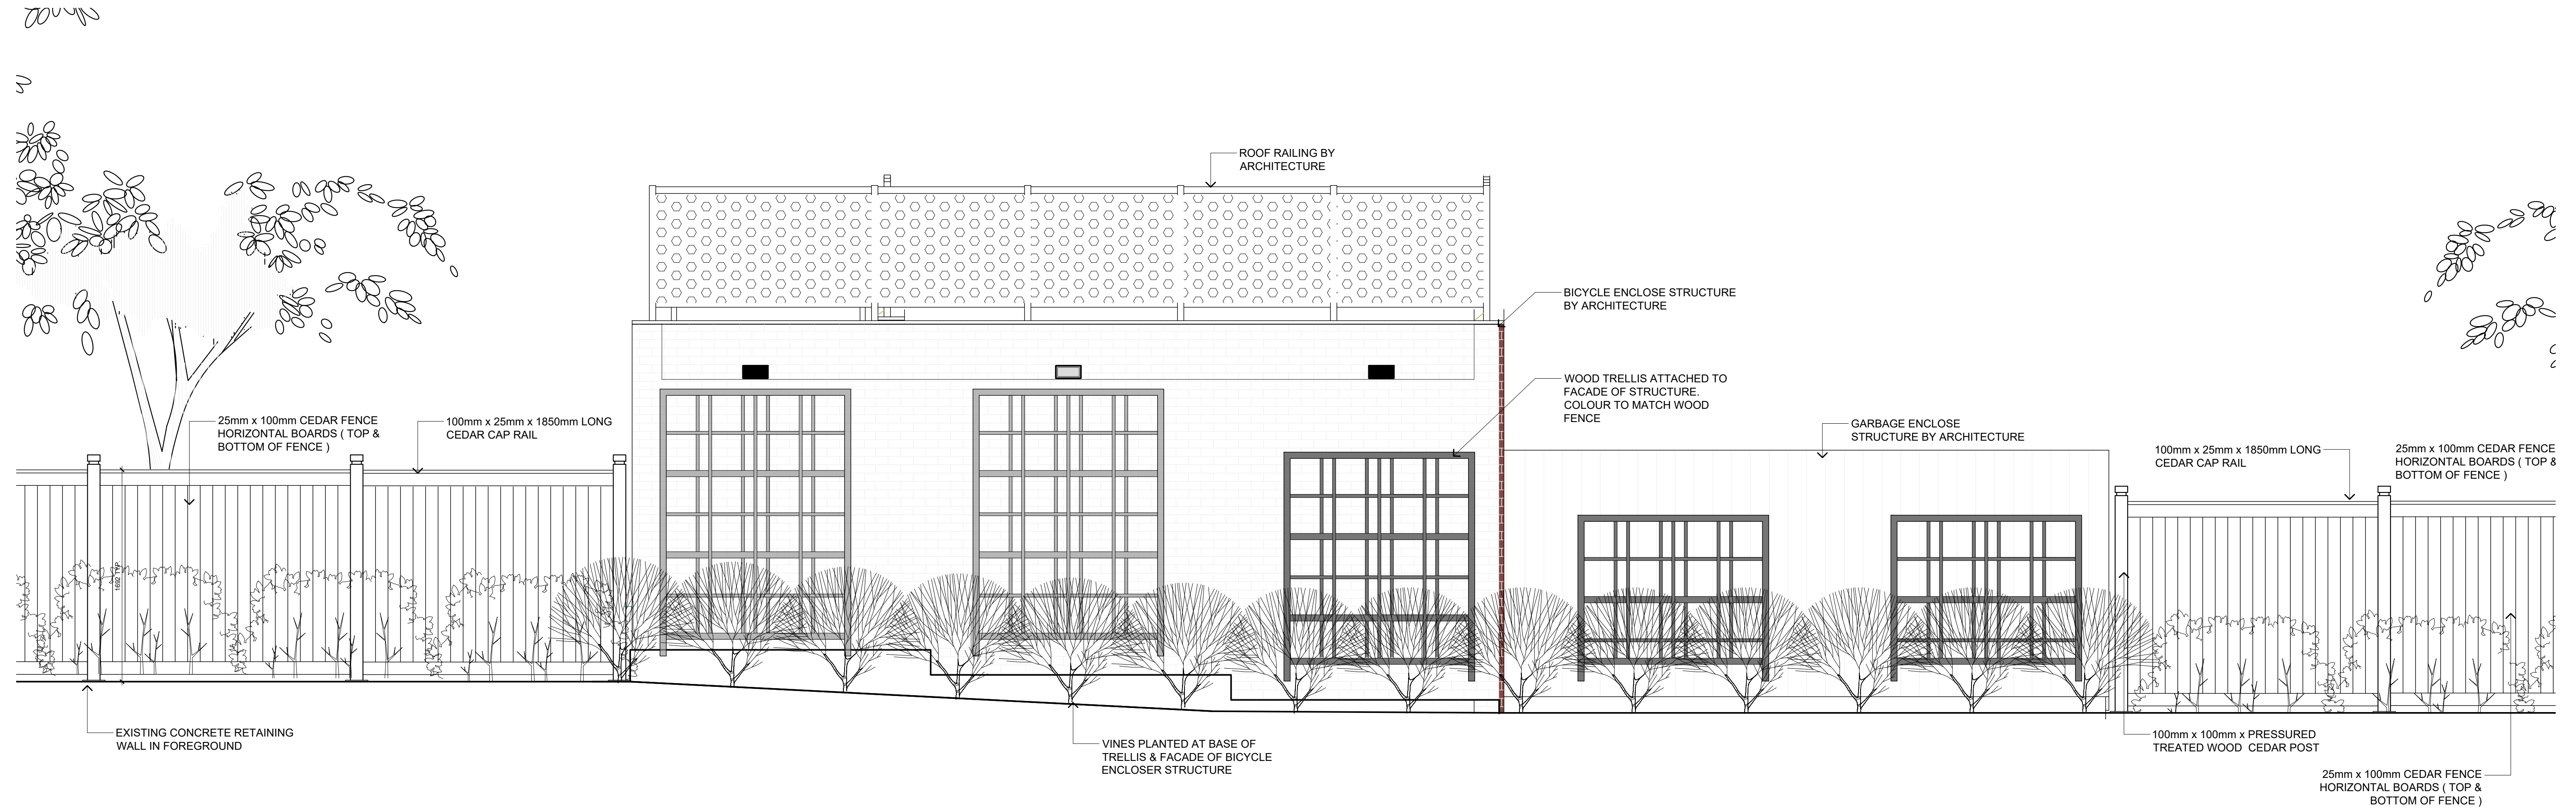 ROOF RAILING BY
ARCHITECTURE
BICYCLE ENCLOSE STRUCTURE
BY ARCHITECTURE
WOOD TRELLIS ATTACHED TO
FACADE OF STRUCTURE.
COLOUR TO MATCH WOOD
FENCE
25mm x 100mm CEDAR FENCE
HORIZONTAL BOARDS ( TOP &
BOTTOM OF FENCE )
100mm x 25mm x 1850mm LONG
CEDAR CAP RAIL
GARBAGE ENCLOSE
STRUCTURE BY ARCHITECTURE
100mm x 25mm x 1850mm LONG
CEDAR CAP RAIL
25mm x 100mm CEDAR FENCE
HORIZONTAL BOARDS ( TOP &
BOTTOM OF FENCE )
1692 TYP
EXISTING CONCRETE RETAINING
WALL IN FOREGROUND
VINES PLANTED AT BASE OF
TRELLIS & FACADE OF BICYCLE
ENCLOSER STRUCTURE
100mm x 100mm x PRESSURED
TREATED WOOD CEDAR POST
25mm x 100mm CEDAR FENCE
HORIZONTAL BOARDS ( TOP &
BOTTOM OF FENCE )